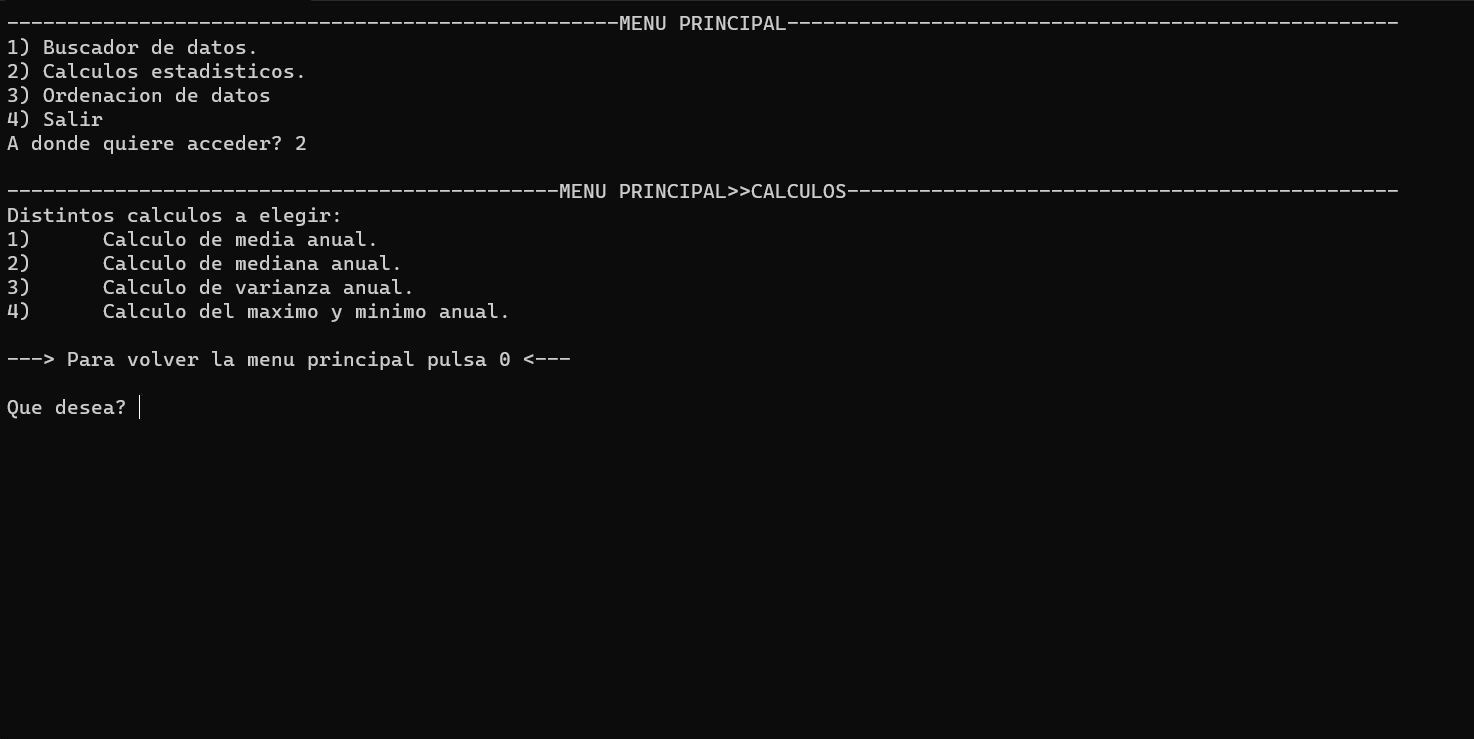 ---------------------------------------------------MENU PRINCIPAL---------------------------------------------------
1) Buscador de datos.
2) Calculos estadisticos.
3) Ordenacion de datos
4) Salir
A donde quiere acceder? 2
----------------------------------------------MENU PRINCIPAL>>CALCULOS----------------------------------------------
Distintos calculos a elegir:
1)      Calculo de media anual.
2)      Calculo de mediana anual.
3)      Calculo de varianza anual.
4)      Calculo del maximo y minimo anual.
---> Para volver la menu principal pulsa 0 <---
Que desea?